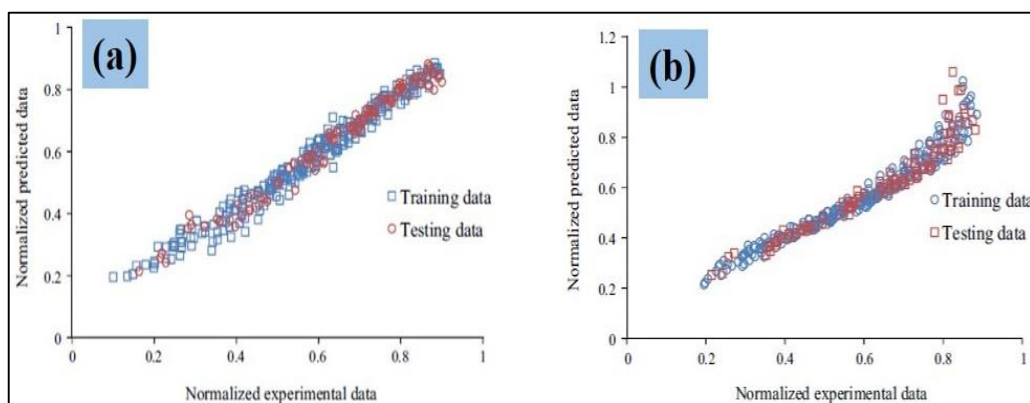 (a)
Normalized predicted data
1
0.8
0.6
0.4
0.2
0
0
0.2
0.4
0.6
0.8
1
Normalized experimental data
Training data
Testing data
(b)
Normalized predicted data
1.2
1
0.8
0.6
0.4
0.2
0
0
0.2
0.4
0.6
0.8
1
Normalized experimental data
Training data
Testing data